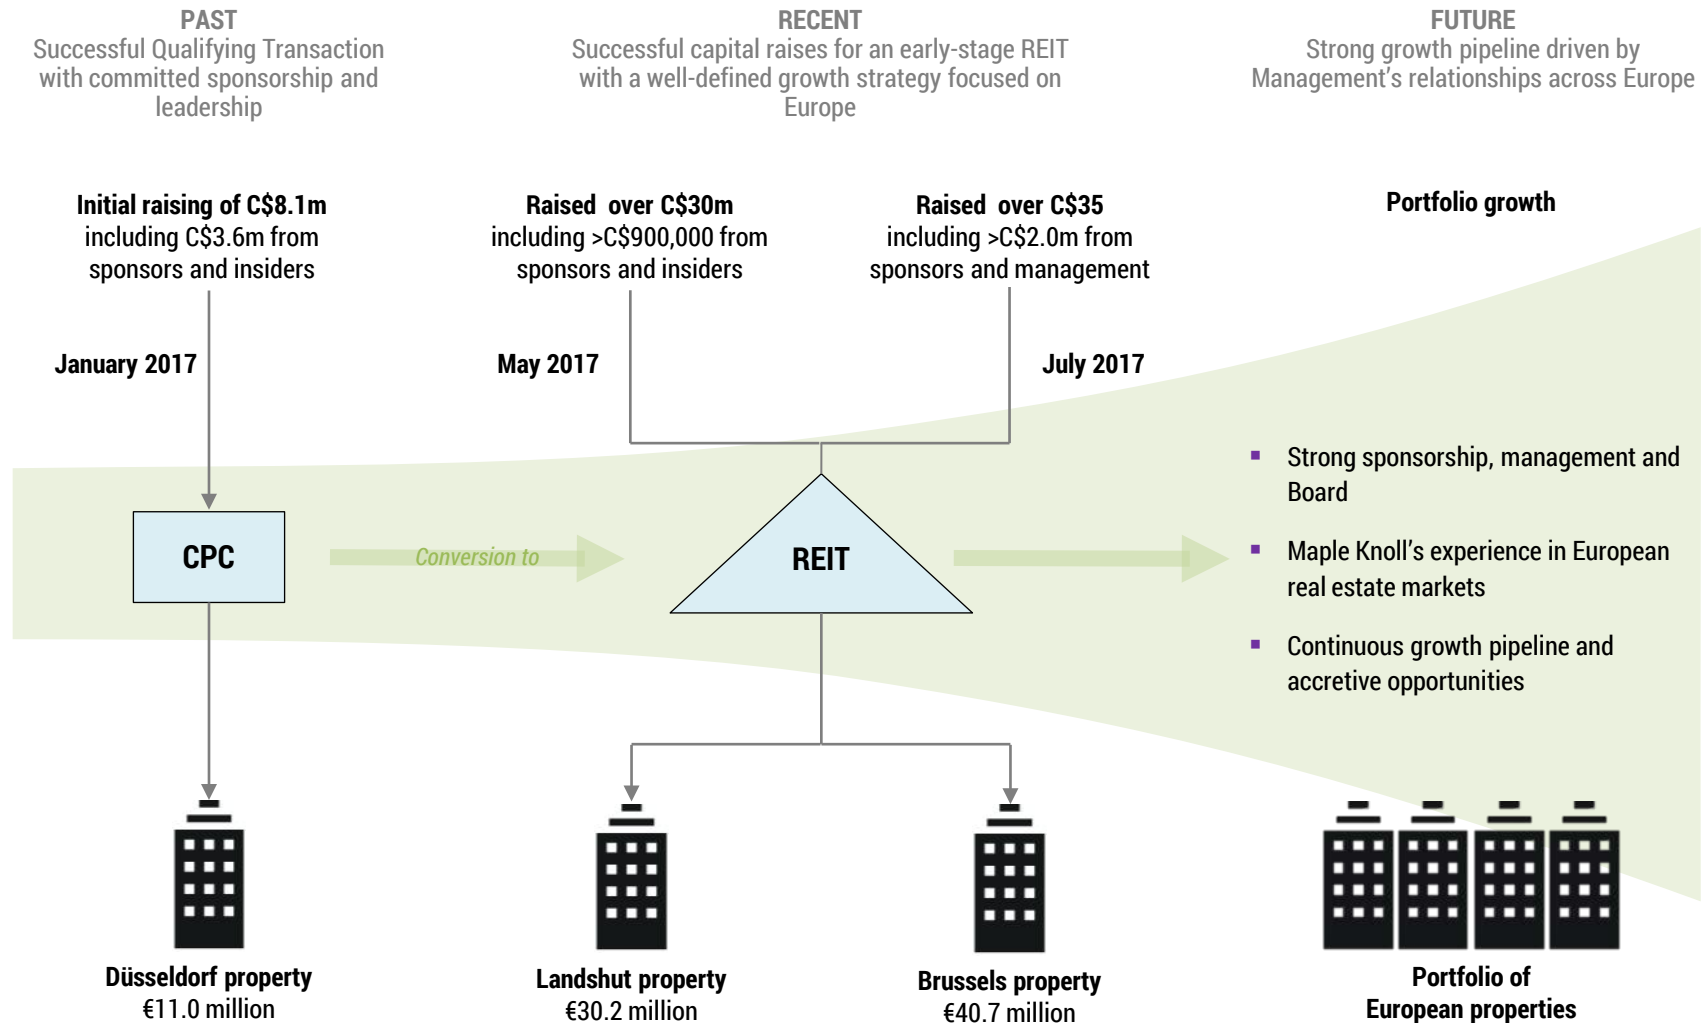 PAST
Successful Qualifying Transaction
with committed sponsorship and
leadership
RECENT
Successful capital raises for an early-stage REIT
with a well-defined growth strategy focused on
Europe
FUTURE
Strong growth pipeline driven by
Management's relationships across Europe
Initial raising of C$8.1m
including C$3.6m from
sponsors and insiders
Raised over C$30m
including >C$900,000 from
sponsors and insiders
Raised over C$35
including >C$2.0m from
sponsors and management
Portfolio growth
January 2017
May 2017
July 2017
CPC
Conversion to
REIT
▪ Strong sponsorship, management and
Board
▪ Maple Knoll's experience in European
real estate markets
▪ Continuous growth pipeline and
accretive opportunities
Düsseldorf property
€11.0 million
Landshut property
€30.2 million
Brussels property
€40.7 million
Portfolio of
European properties